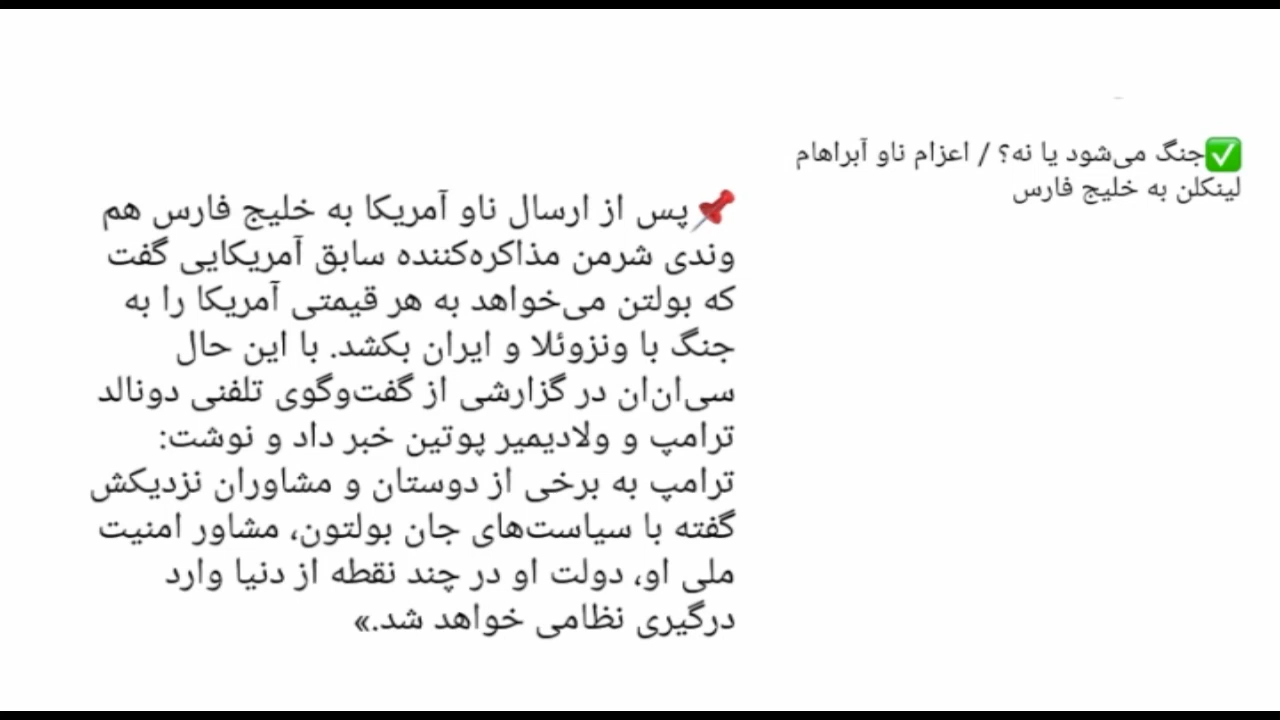 ✅جنگ می‌شود یا نه؟ / اعزام ناو آبراهام
لینکلن به خلیج فارس
📌پس از ارسال ناو آمریکا به خلیج فارس هم
وندی شرمن مذاکره‌کننده سابق آمریکایی گفت
که بولتن می‌خواهد به هر قیمتی آمریکا را به
جنگ با ونزوئلا و ایران بکشد. با این حال
سی‌ان‌ان در گزارشی از گفت‌وگوی تلفنی دونالد
ترامپ و ولادیمیر پوتین خبر داد و نوشت:
ترامپ به برخی از دوستان و مشاوران نزدیکش
گفته با سیاست‌های جان بولتون، مشاور امنیت
ملی او، دولت او در چند نقطه از دنیا وارد
درگیری نظامی خواهد شد.»